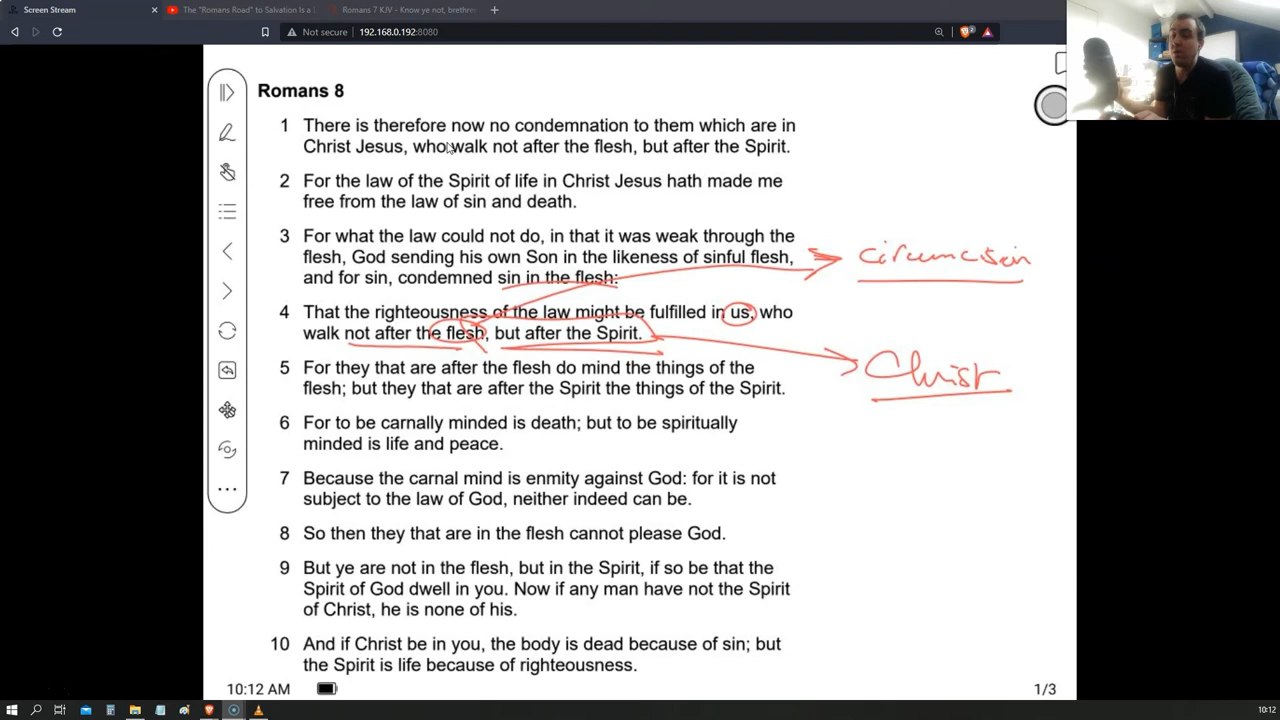 Screen Stream
The "Romans Road" to Salvation Is a L
Romans 7 KJV - Know ye not, brethre
Not secure 192.168.0.192:8080
Romans 8
1 There is therefore now no condemnation to them which are in
Christ Jesus, who walk not after the flesh, but after the Spirit.
2 For the law of the Spirit of life in Christ Jesus hath made me
free from the law of sin and death.
3 For what the law could not do, in that it was weak through the
flesh, God sending his own Son in the likeness of sinful flesh,
and for sin, condemned sin in the flesh:
circumcision
4 That the righteousness of the law might be fulfilled in us, who
walk not after the flesh, but after the Spirit.
Christ
5 For they that are after the flesh do mind the things of the
flesh; but they that are after the Spirit the things of the Spirit.
6 For to be carnally minded is death; but to be spiritually
minded is life and peace.
7 Because the carnal mind is enmity against God: for it is not
subject to the law of God, neither indeed can be.
8 So then they that are in the flesh cannot please God.
9 But ye are not in the flesh, but in the Spirit, if so be that the
Spirit of God dwell in you. Now if any man have not the Spirit
of Christ, he is none of his.
10 And if Christ be in you, the body is dead because of sin; but
the Spirit is life because of righteousness.
10:12 AM
1/3
10:12